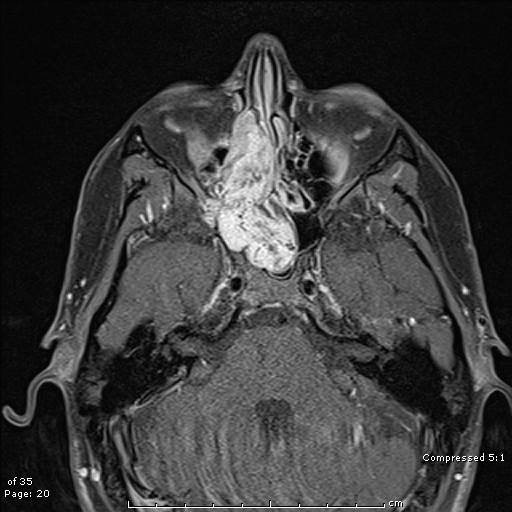 of 35
Page: 20
Compressed 5:1
cm